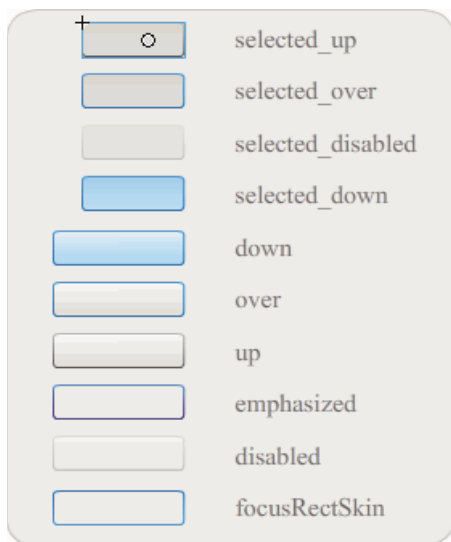 selected_up
selected_over
selected_disabled
selected_down
down
over
up
emphasized
disabled
focusRectSkin